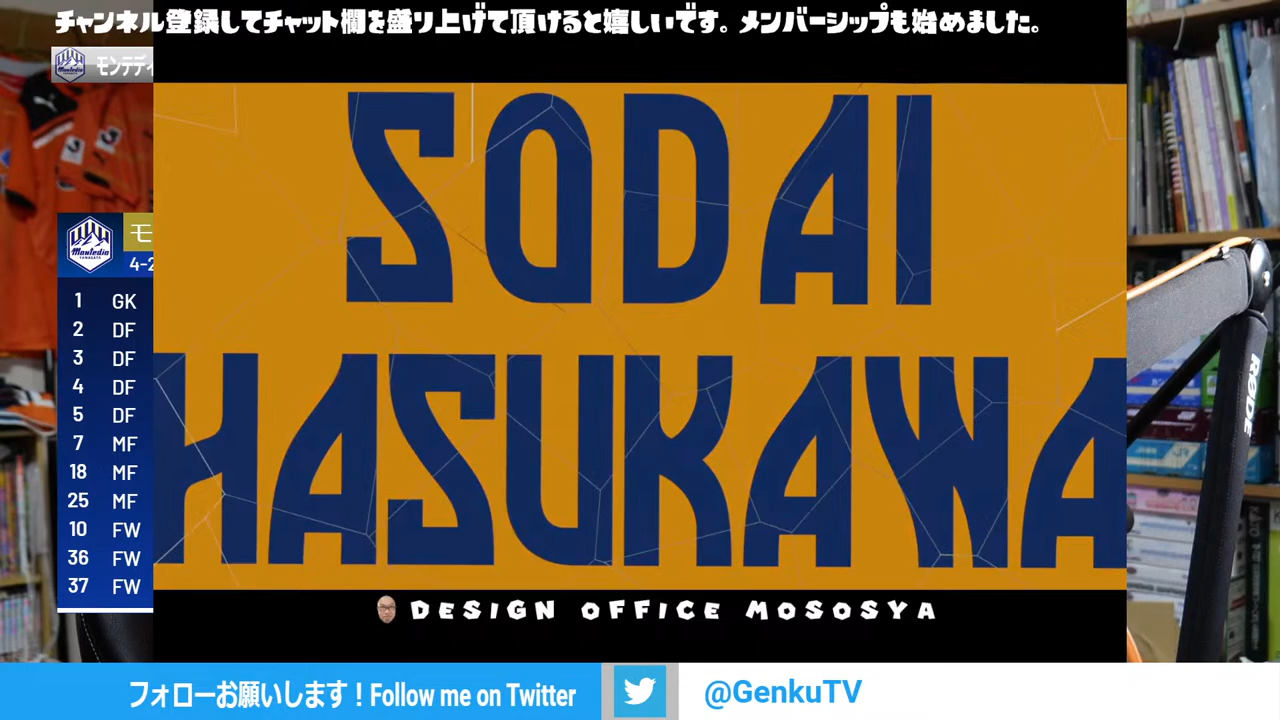 チャンネル登録してチャット欄を盛り上げて頂けると嬉しいです。メンバーシップも始めました。
モンテディ
SODAI
HASUKAWA
Montedio
YAMAGATA
モ
4-2
1 GK
2 DF
3 DF
4 DF
5 DF
7 MF
18 MF
25 MF
10 FW
36 FW
37 FW
RØDE
DESIGN OFFICE MOSOSYA
フォローお願いします！Follow me on Twitter
@GenkuTV